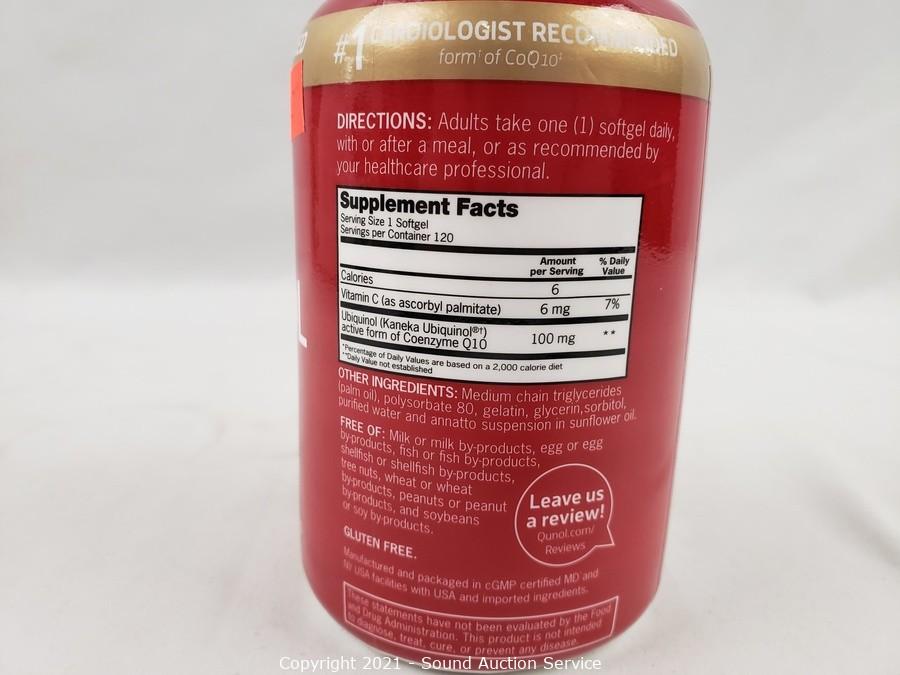 #1 CARDIOLOGIST RECOMMENDED
form† of CoQ10‡
DIRECTIONS: Adults take one (1) softgel daily,
with or after a meal, or as recommended by
your healthcare professional.
Supplement Facts
Serving Size 1 Softgel
Servings per Container 120
Amount per Serving % Daily Value
Calories 6
Vitamin C (as ascorbyl palmitate) 6 mg 7%
Ubiquinol (Kaneka Ubiquinol®†)
active form of Coenzyme Q10 100 mg **
*Percentage of Daily Values are based on a 2,000 calorie diet
**Daily Value not established
OTHER INGREDIENTS: Medium chain triglycerides
(palm oil), polysorbate 80, gelatin, glycerin,sorbitol,
purified water and annatto suspension in sunflower oil.
FREE OF: Milk or milk by-products, egg or egg
by-products, fish or fish by-products,
shellfish or shellfish by-products,
tree nuts, wheat or wheat
by-products, peanuts or peanut
by-products, and soybeans
or soy by-products.
Leave us
a review!
Qunol.com/
Reviews
GLUTEN FREE.
Manufactured and packaged in cGMP certified MD and
NV USA facilities with USA and imported ingredients.
These statements have not been evaluated by the Food
and Drug Administration. This product is not intended
to diagnose, treat, cure, or prevent any disease.
Copyright 2021 - Sound Auction Service